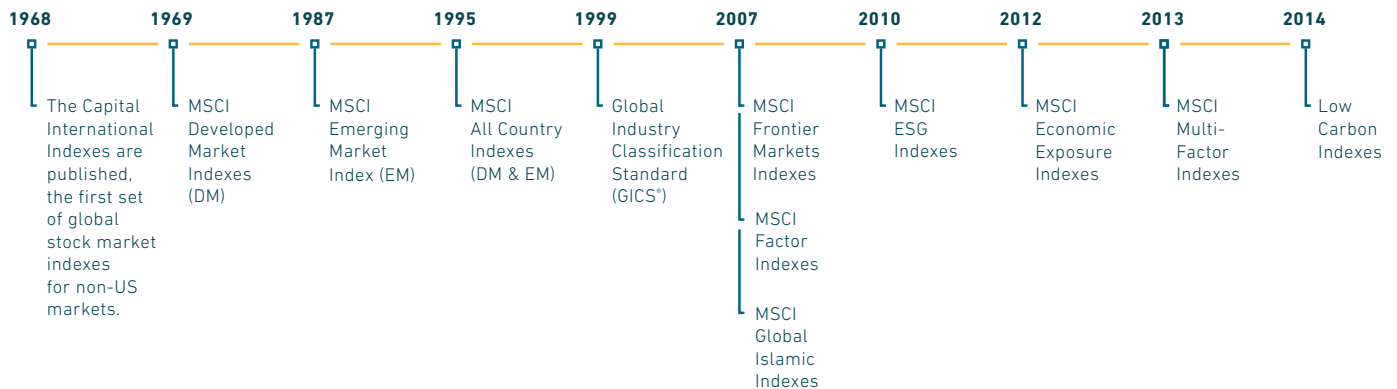 1968
1969
1987
1995
1999
2007
2010
2012
2013
2014
The Capital
International
Indexes are
published,
the first set
of global
stock market
indexes
for non-US
markets.
MSCI
Developed
Market
Indexes
(DM)
MSCI
Emerging
Market
Index (EM)
MSCI
All Country
Indexes
(DM & EM)
Global
Industry
Classification
Standard
(GICS®)
MSCI
Frontier
Markets
Indexes
MSCI
Factor
Indexes
MSCI
Global
Islamic
Indexes
MSCI
ESG
Indexes
MSCI
Economic
Exposure
Indexes
MSCI
Multi-
Factor
Indexes
Low
Carbon
Indexes